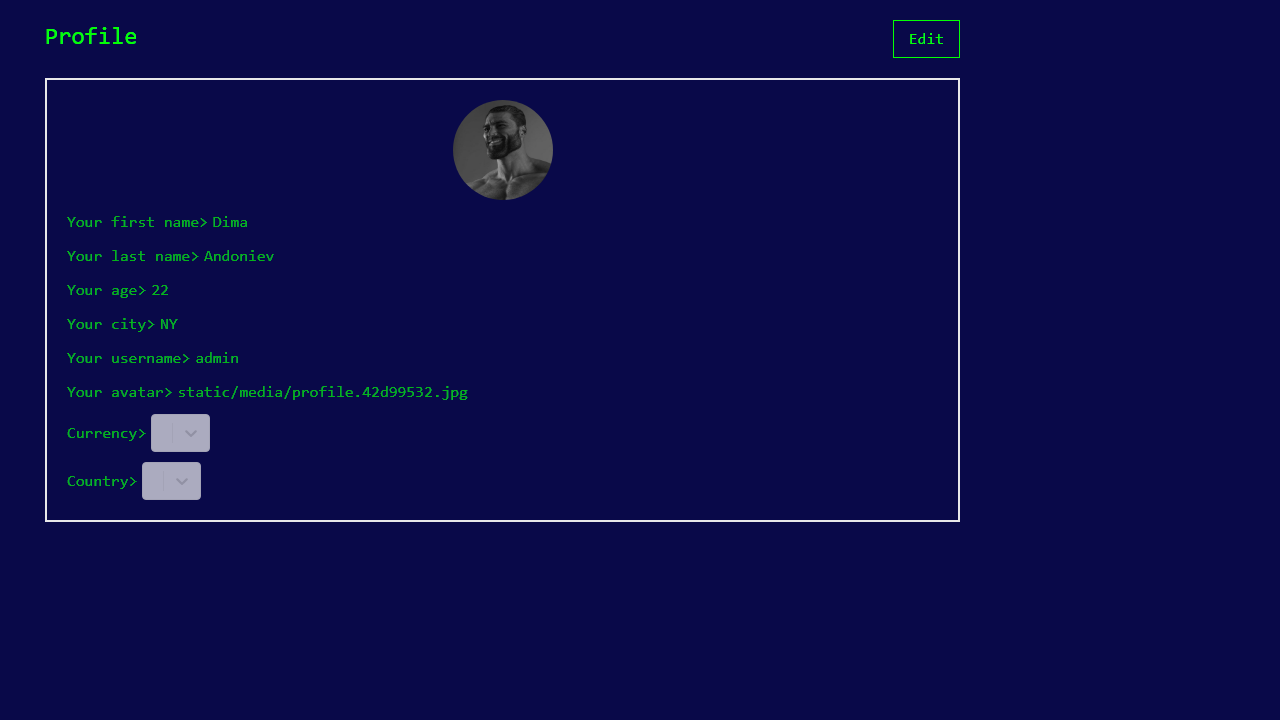 Profile
Edit
Your first name> Dima
Your last name> Andoniev
Your age> 22
Your city> NY
Your username> admin
Your avatar> static/media/profile.42d99532.jpg
Currency>
Country>